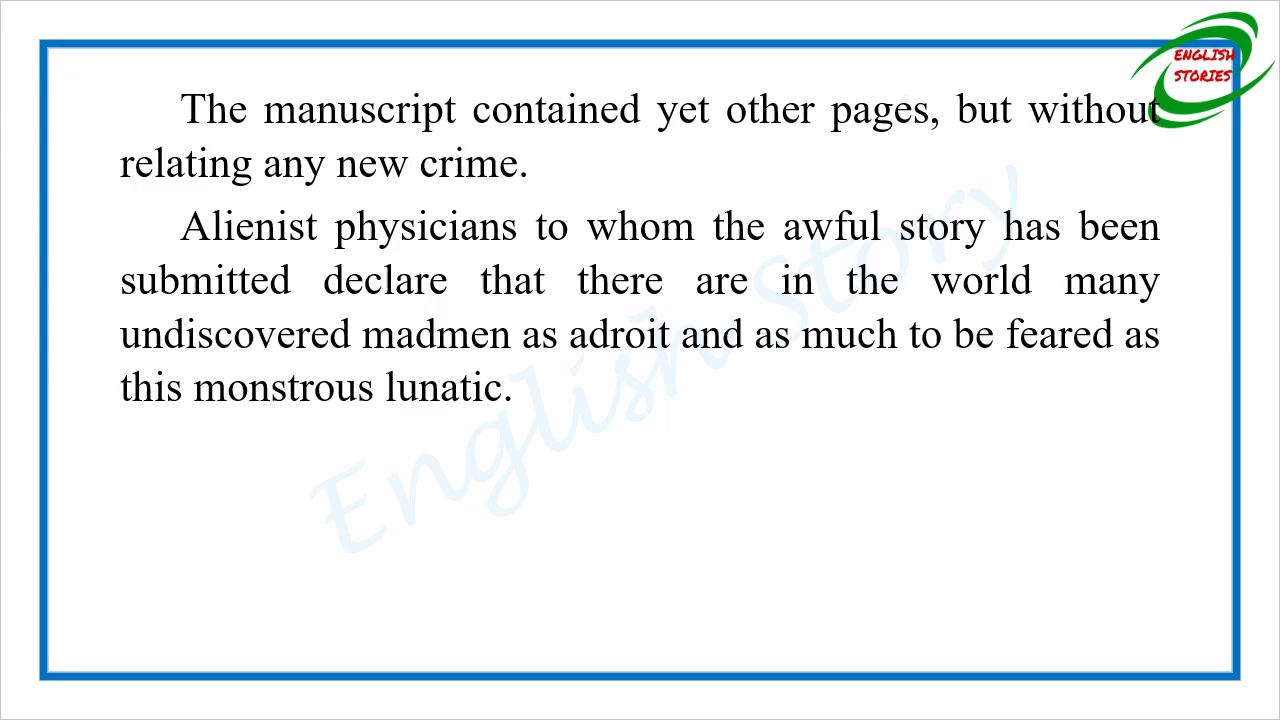 ENGLISH
STORIES
The manuscript contained yet other pages, but without
relating any new crime.
Alienist physicians to whom the awful story has been
submitted declare that there are in the world many
undiscovered madmen as adroit and as much to be feared as
this monstrous lunatic.
English Story